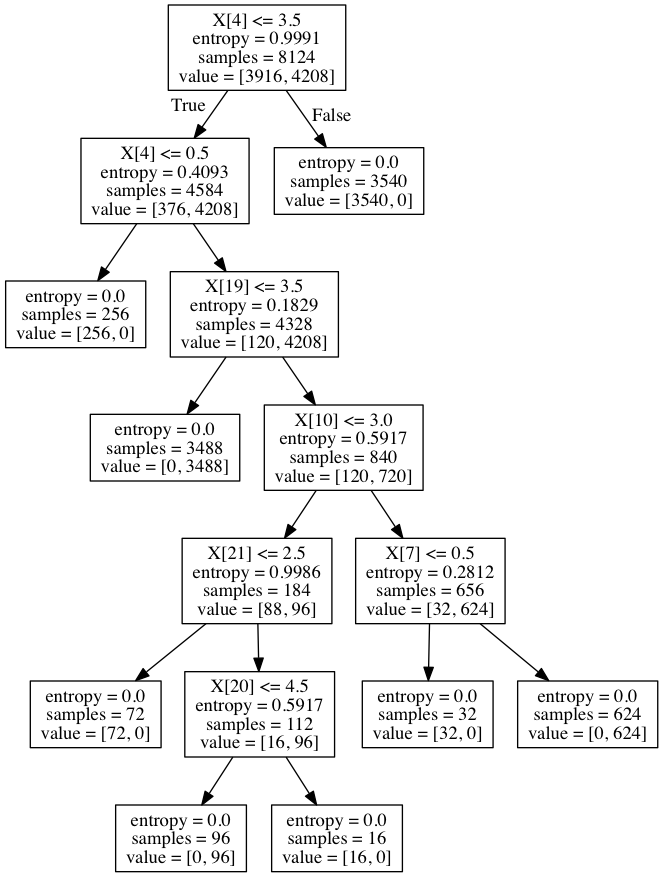 X[4] <= 3.5
entropy = 0.9991
samples = 8124
value = [3916, 4208]
True
False
X[4] <= 0.5
entropy = 0.4093
samples = 4584
value = [376, 4208]
entropy = 0.0
samples = 3540
value = [3540, 0]
entropy = 0.0
samples = 256
value = [256, 0]
X[19] <= 3.5
entropy = 0.1829
samples = 4328
value = [120, 4208]
entropy = 0.0
samples = 3488
value = [0, 3488]
X[10] <= 3.0
entropy = 0.5917
samples = 840
value = [120, 720]
X[21] <= 2.5
entropy = 0.9986
samples = 184
value = [88, 96]
X[7] <= 0.5
entropy = 0.2812
samples = 656
value = [32, 624]
entropy = 0.0
samples = 72
value = [72, 0]
X[20] <= 4.5
entropy = 0.5917
samples = 112
value = [16, 96]
entropy = 0.0
samples = 32
value = [32, 0]
entropy = 0.0
samples = 624
value = [0, 624]
entropy = 0.0
samples = 96
value = [0, 96]
entropy = 0.0
samples = 16
value = [16, 0]